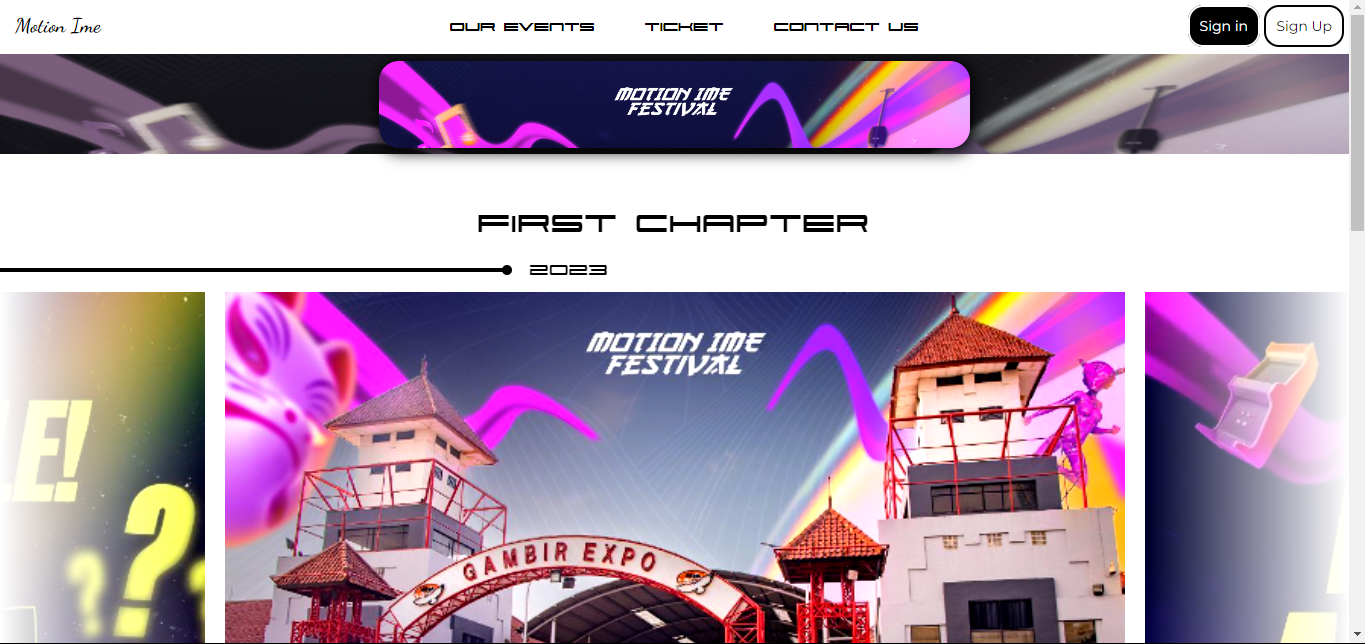 Motion Ime
OUR EVENTS
TICKET
CONTACT US
Sign in
Sign Up
MOTION IME
FESTIVAL
FIRST CHAPTER
2023
MOTION IME
FESTIVAL
E!
???
GAMBIR EXPO